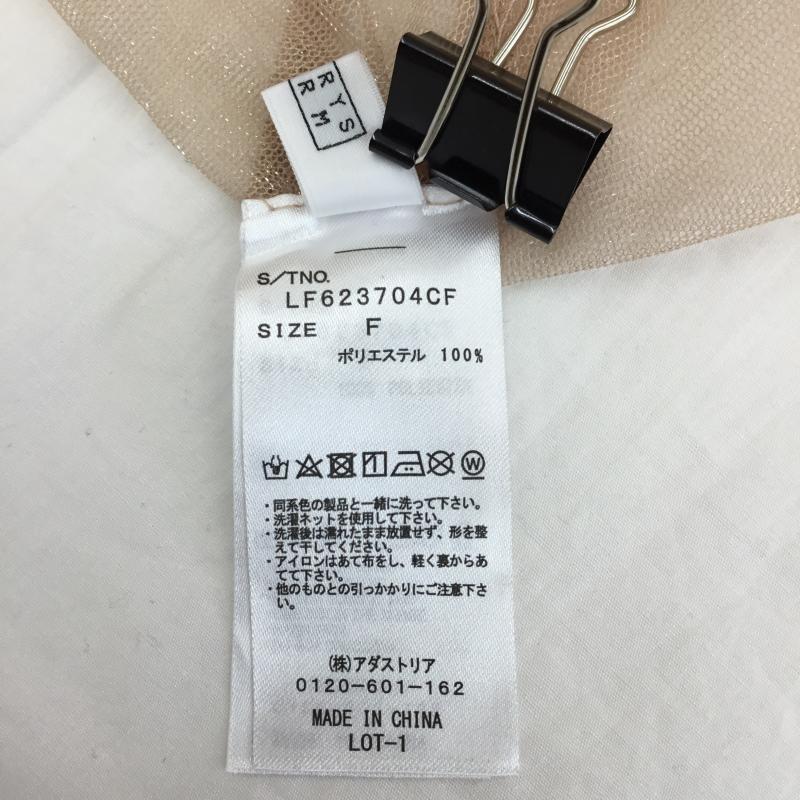 RYS
RM
S/TNO.
LF623704CF
SIZE F
ポリエステル 100%
・同系色の製品と一緒に洗って下さい。
・洗濯ネットを使用して下さい。
・洗濯後は濡れたまま放置せず、形を整
えて干してください。
・アイロンはあて布をし、軽く裏からあ
てて下さい。
・他のものとの引っかかりにご注意下さ
い。
(株)アダストリア
0120-601-162
MADE IN CHINA
LOT-1